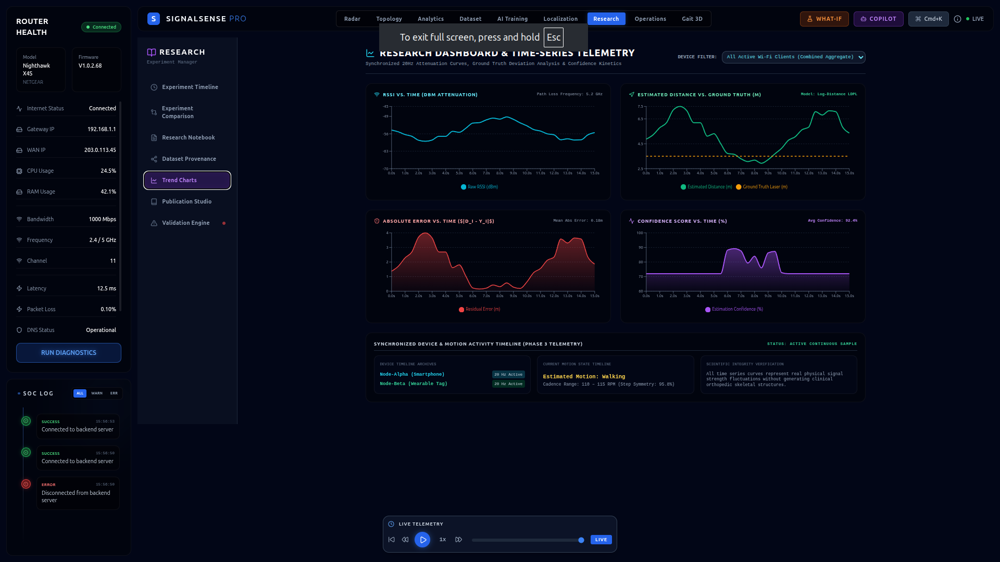 ROUTER
HEALTH
Connected
Model
Nighthawk
X4S
NETGEAR
Firmware
V1.0.2.68
Internet Status Connected
Gateway IP 192.168.1.1
WAN IP 203.0.113.45
CPU Usage 24.5%
RAM Usage 42.1%
Bandwidth 1000 Mbps
Frequency 2.4 / 5 GHz
Channel 11
Latency 12.5 ms
Packet Loss 0.10%
DNS Status Operational
RUN DIAGNOSTICS
SOC LOG ALL WARN ERR
SUCCESS 15:56:53
Connected to backend server
SUCCESS 15:56:50
Connected to backend server
ERROR 15:56:50
Disconnected from backend
server
S SIGNALSENSE PRO
Radar Topology Analytics Dataset AI Training Localization Research Operations Gait 3D
WHAT-IF COPILOT ⌘ Cmd+K LIVE
To exit full screen, press and hold Esc
RESEARCH
Experiment Manager
Experiment Timeline
Experiment
Comparison
Research Notebook
Dataset Provenance
Trend Charts
Publication Studio
Validation Engine
RESEARCH DASHBOARD & TIME-SERIES TELEMETRY
Synchronized 20Hz Attenuation Curves, Ground Truth Deviation Analysis & Confidence Kinetics
DEVICE FILTER: All Active Wi-Fi Clients (Combined Aggregate)
RSSI VS. TIME (DBM ATTENUATION) Path Loss Frequency: 5.2 GHz
-45
-49
-56
-63
-70
0.0s 1.0s 2.0s 3.0s 4.0s 5.0s 6.0s 7.0s 8.0s 9.0s 10.0s 11.0s 12.0s 13.0s 14.0s 15.0s
Raw RSSI (dBm)
ESTIMATED DISTANCE VS. GROUND TRUTH (M) Model: Log-Distance LDPL
7.5
6.5
4.5
2.5
0.0s 1.0s 2.0s 3.0s 4.0s 5.0s 6.0s 7.0s 8.0s 9.0s 10.0s 11.0s 12.0s 13.0s 14.0s 15.0s
Estimated Distance (m) Ground Truth Laser (m)
ABSOLUTE ERROR VS. TIME ($|D_I - Y_I|$) Mean Abs Error: 0.18m
4
3
2
1
0
0.0s 1.0s 2.0s 3.0s 4.0s 5.0s 6.0s 7.0s 8.0s 9.0s 10.0s 11.0s 12.0s 13.0s 14.0s 15.0s
Residual Error (m)
CONFIDENCE SCORE VS. TIME (%) Avg Confidence: 92.4%
100
90
80
70
60
0.0s 1.0s 2.0s 3.0s 4.0s 5.0s 6.0s 7.0s 8.0s 9.0s 10.0s 11.0s 12.0s 13.0s 14.0s 15.0s
Estimation Confidence (%)
SYNCHRONIZED DEVICE & MOTION ACTIVITY TIMELINE (PHASE 3 TELEMETRY) STATUS: ACTIVE CONTINUOUS SAMPLE
DEVICE TIMELINE ARCHIVES
Node-Alpha (Smartphone) 20 Hz Active
Node-Beta (Wearable Tag) 20 Hz Active
CURRENT MOTION STATE TIMELINE
Estimated Motion: Walking
Cadence Range: 110 – 115 RPM (Step Symmetry: 95.8%)
SCIENTIFIC INTEGRITY VERIFICATION
All time series curves represent real physical signal
strength fluctuations without generating clinical
orthopedic skeletal structures.
LIVE TELEMETRY
1x LIVE